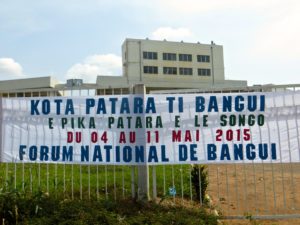 KOTA PATARA TI BANGUI
E PIKA PATARA E LE SONGO
DU 04 AU 11 MAI 2015
FORUM NATIONAL DE BANGUI